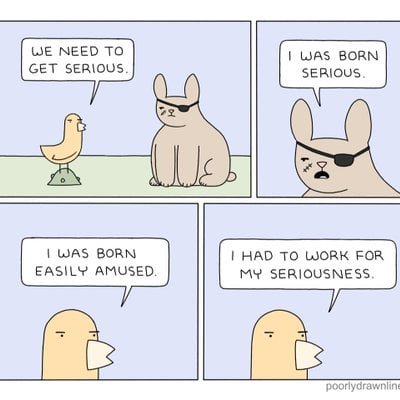 WE NEED TO
GET SERIOUS.
I WAS BORN
SERIOUS.
I WAS BORN
EASILY AMUSED.
I HAD TO WORK FOR
MY SERIOUSNESS.
poorlydrawnline